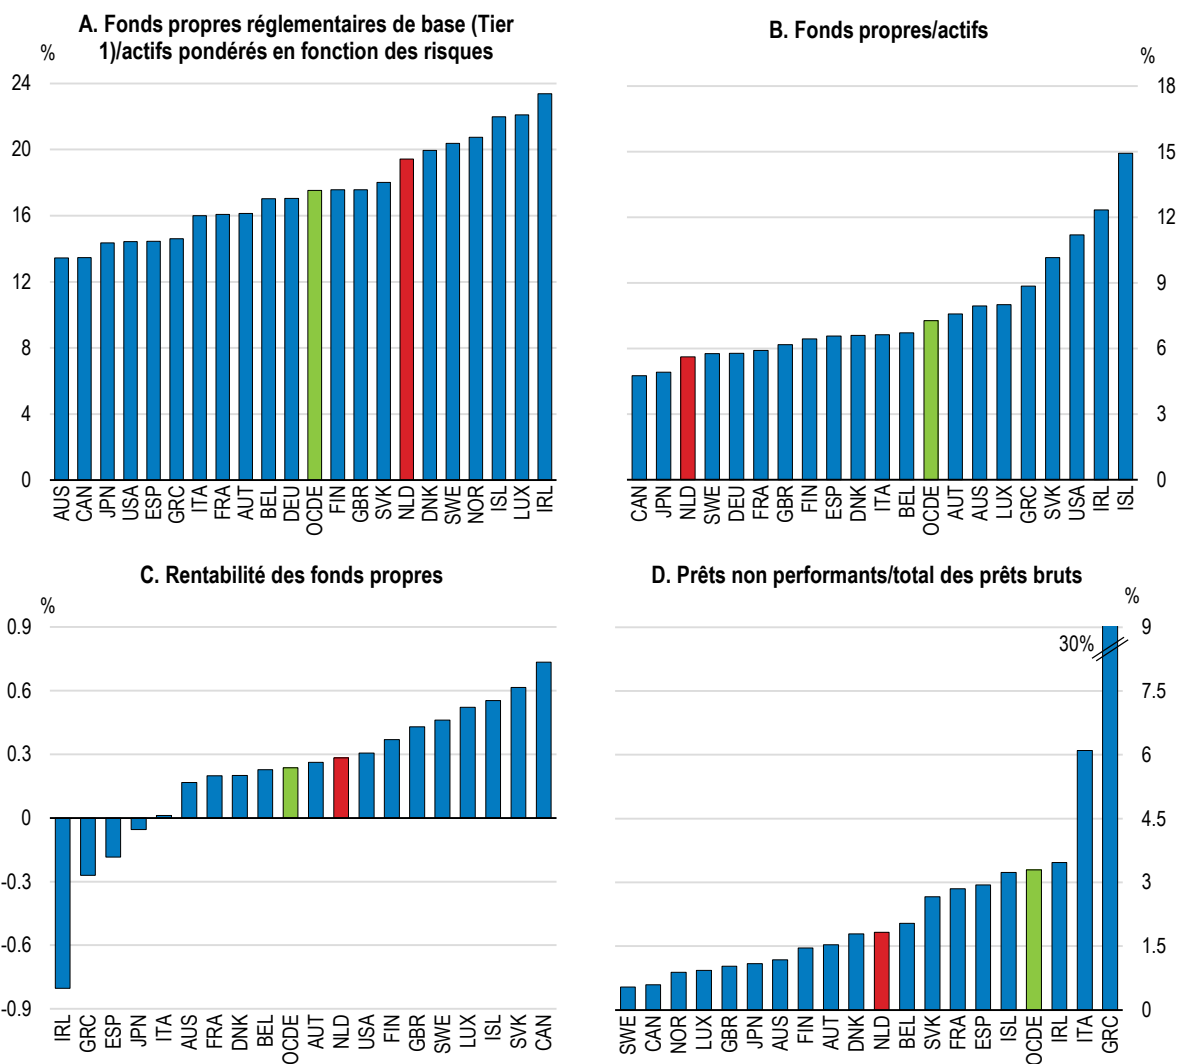 A. Fonds propres réglementaires de base (Tier
1)/actifs pondérés en fonction des risques
%
24
20
16
12
8
4
0
AUS
CAN
JPN
USA
ESP
GRC
ITA
FRA
AUT
BEL
DEU
OCDE
FIN
GBR
SVK
NLD
DNK
SWE
NOR
ISL
LUX
IRL
B. Fonds propres/actifs
%
18
15
12
9
6
3
0
CAN
JPN
NLD
SWE
DEU
FRA
GBR
FIN
ESP
DNK
ITA
BEL
OCDE
AUT
AUS
LUX
GRC
SVK
USA
IRL
ISL
C. Rentabilité des fonds propres
%
0.9
0.6
0.3
0
-0.3
-0.6
-0.9
IRL
GRC
ESP
JPN
ITA
AUS
FRA
DNK
BEL
OCDE
AUT
NLD
USA
FIN
GBR
SWE
LUX
ISL
SVK
CAN
D. Prêts non performants/total des prêts bruts
%
30%
9
7.5
6
4.5
3
1.5
0
SWE
CAN
NOR
LUX
GBR
JPN
AUS
FIN
AUT
DNK
NLD
BEL
SVK
FRA
ESP
ISL
OCDE
IRL
ITA
GRC